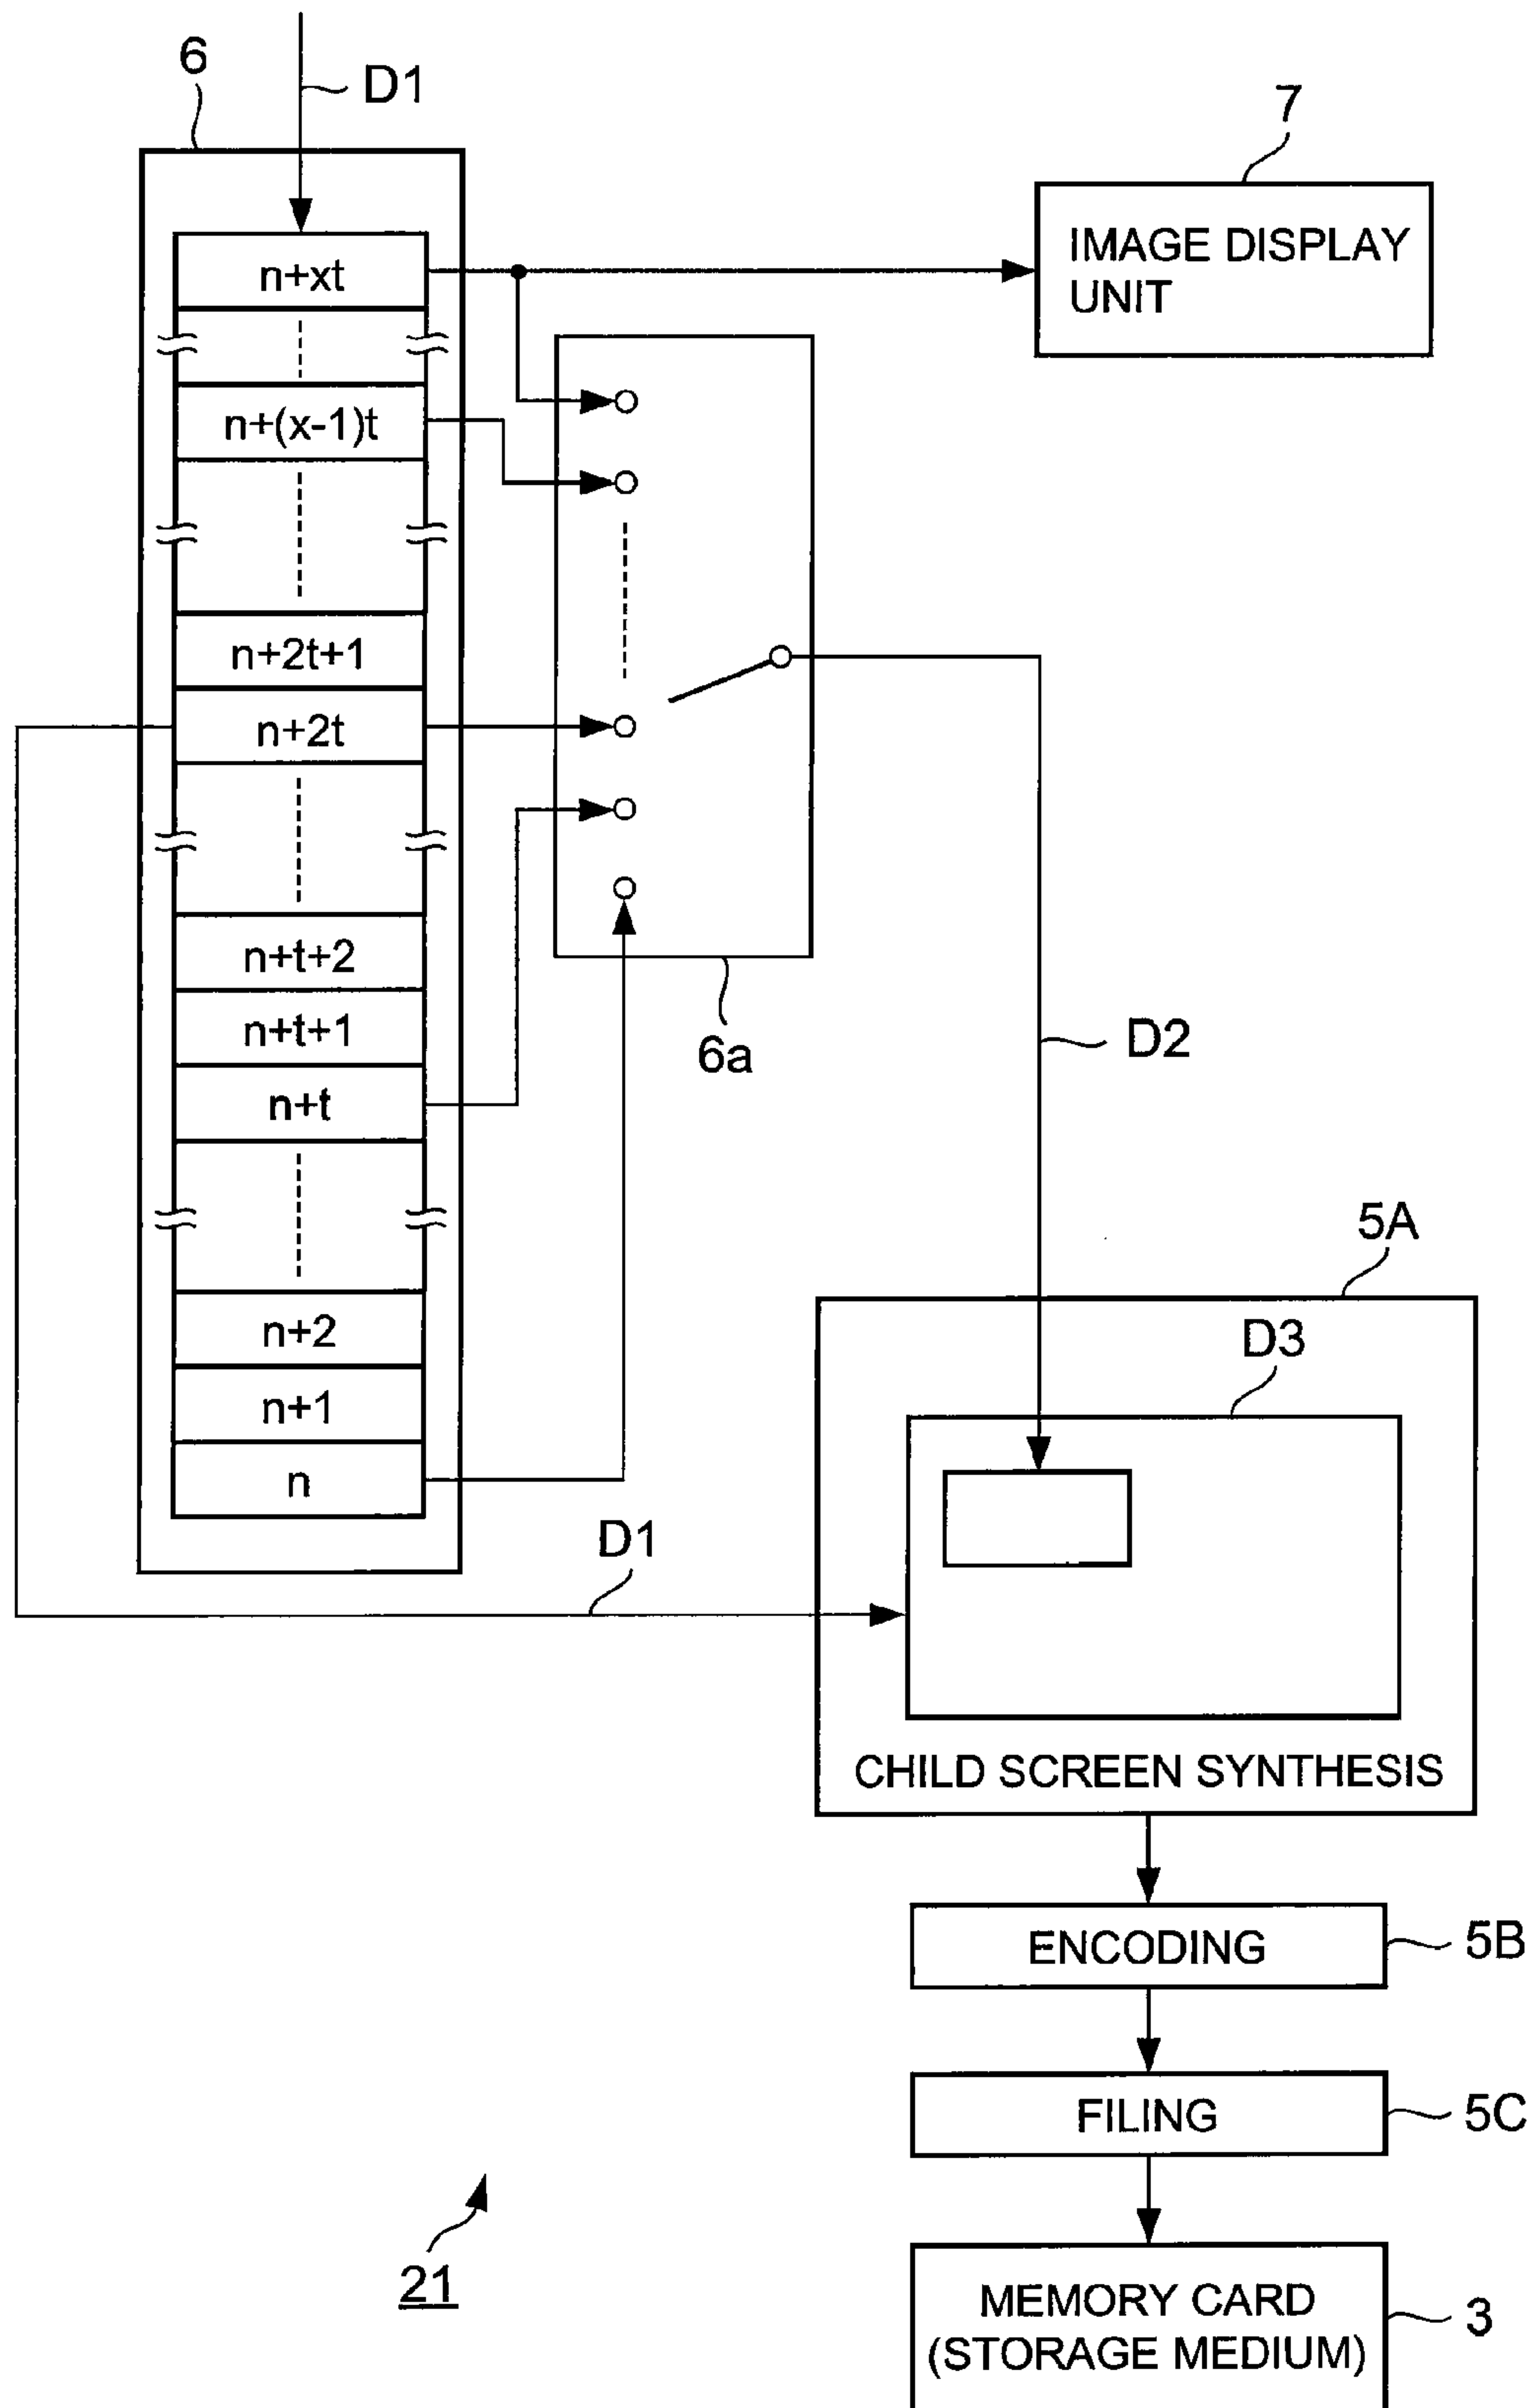 6
D1
7
IMAGE DISPLAY
UNIT
n+xt
n+(x-1)t
n+2t+1
n+2t
n+t+2
n+t+1
n+t
6a
D2
n+2
n+1
n
5A
D3
D1
CHILD SCREEN SYNTHESIS
ENCODING
5B
FILING
5C
21
MEMORY CARD
(STORAGE MEDIUM)
3